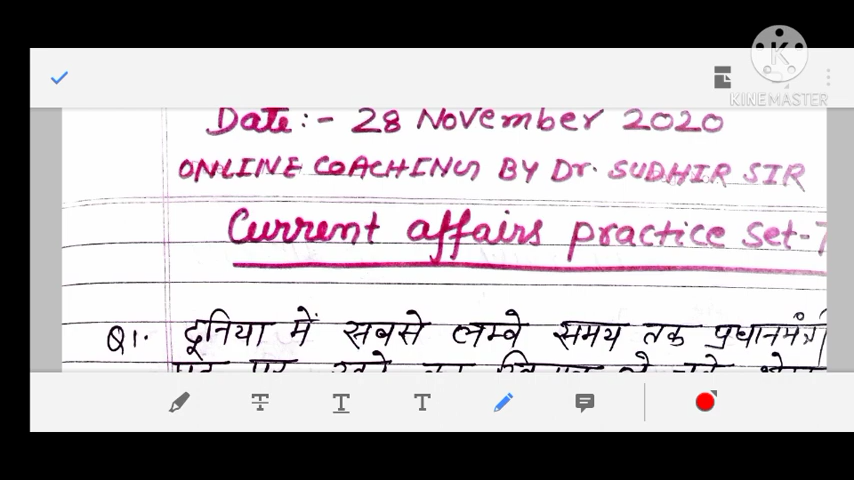 KINEMASTER
Date :- 28 November 2020
ONLINE COACHING BY Dr. SUDHIR SIR
Current affairs practice set-7
Q1. दूनिया में सबसे लम्बे समय तक प्रधानमंत्री